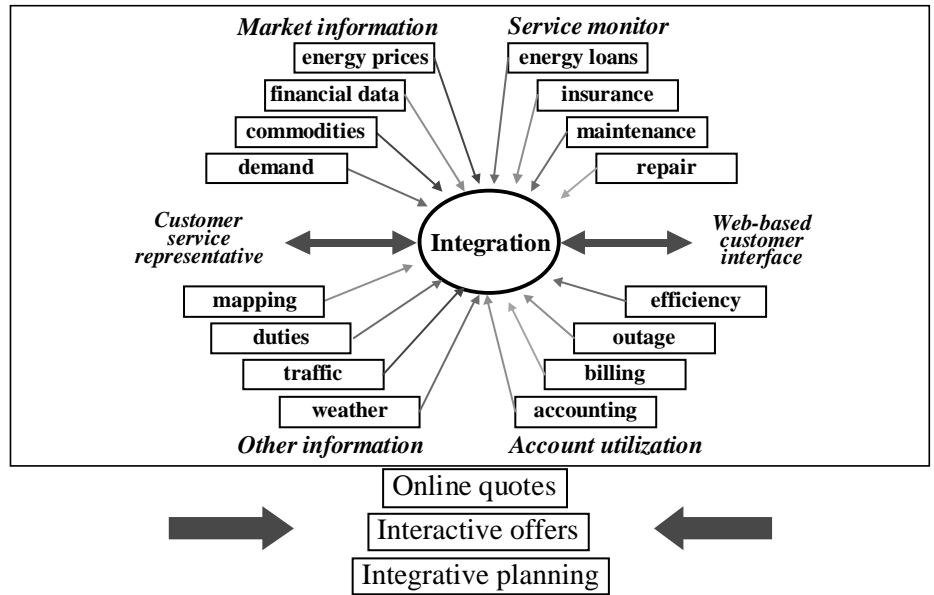 Market information
Service monitor
energy prices
energy loans
financial data
insurance
commodities
maintenance
demand
repair
Customer
service
representative
Integration
Web-based
customer
interface
mapping
efficiency
duties
outage
traffic
billing
weather
accounting
Other information
Account utilization
Online quotes
Interactive offers
Integrative planning